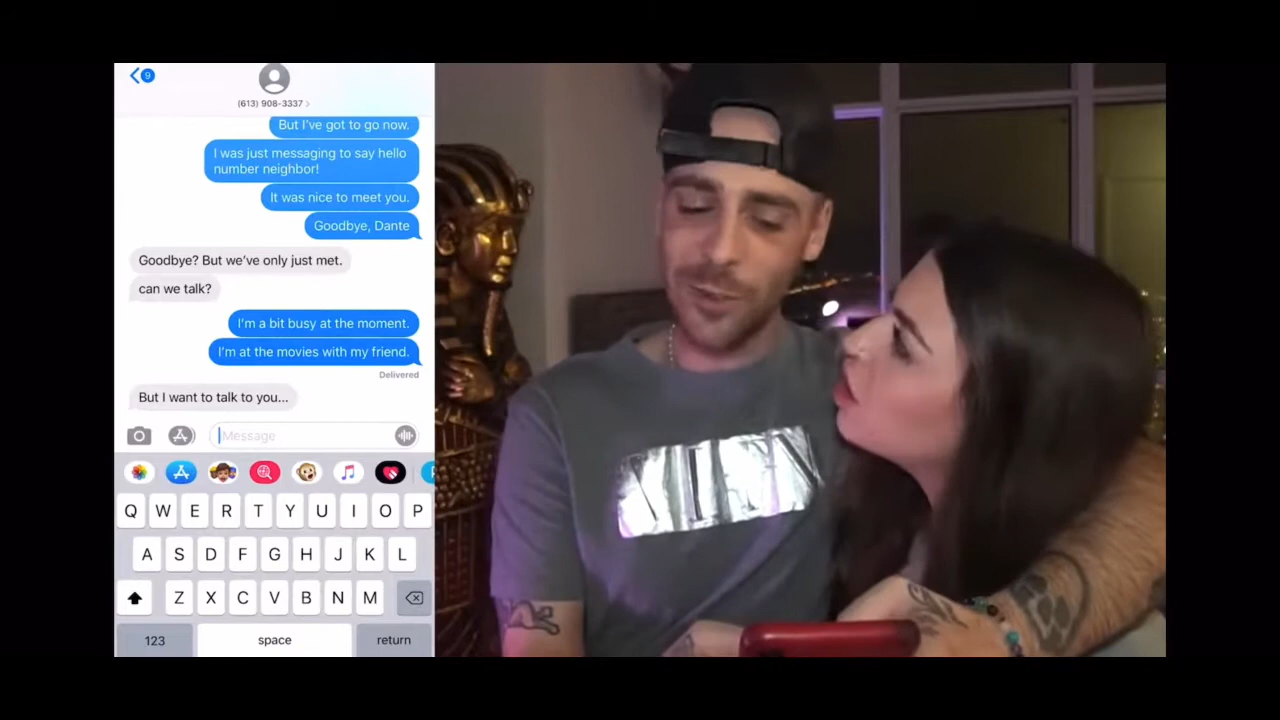 9
(613) 908-3337 >
But I've got to go now.
I was just messaging to say hello
number neighbor!
It was nice to meet you.
Goodbye, Dante
Goodbye? But we've only just met.
can we talk?
I'm a bit busy at the moment.
I'm at the movies with my friend.
Delivered
But I want to talk to you...
Message
Q W E R T Y U I O P
A S D F G H J K L
Z X C V B N M
123 space return